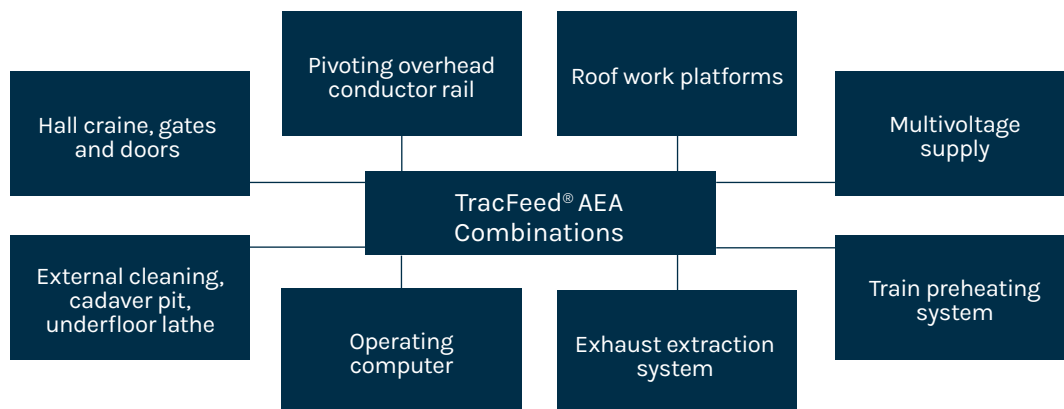 Pivoting overhead
conductor rail
Roof work platforms
Hall craine, gates
and doors
Multivoltage
supply
TracFeed® AEA
Combinations
External cleaning,
cadaver pit,
underfloor lathe
Train preheating
system
Operating
computer
Exhaust extraction
system